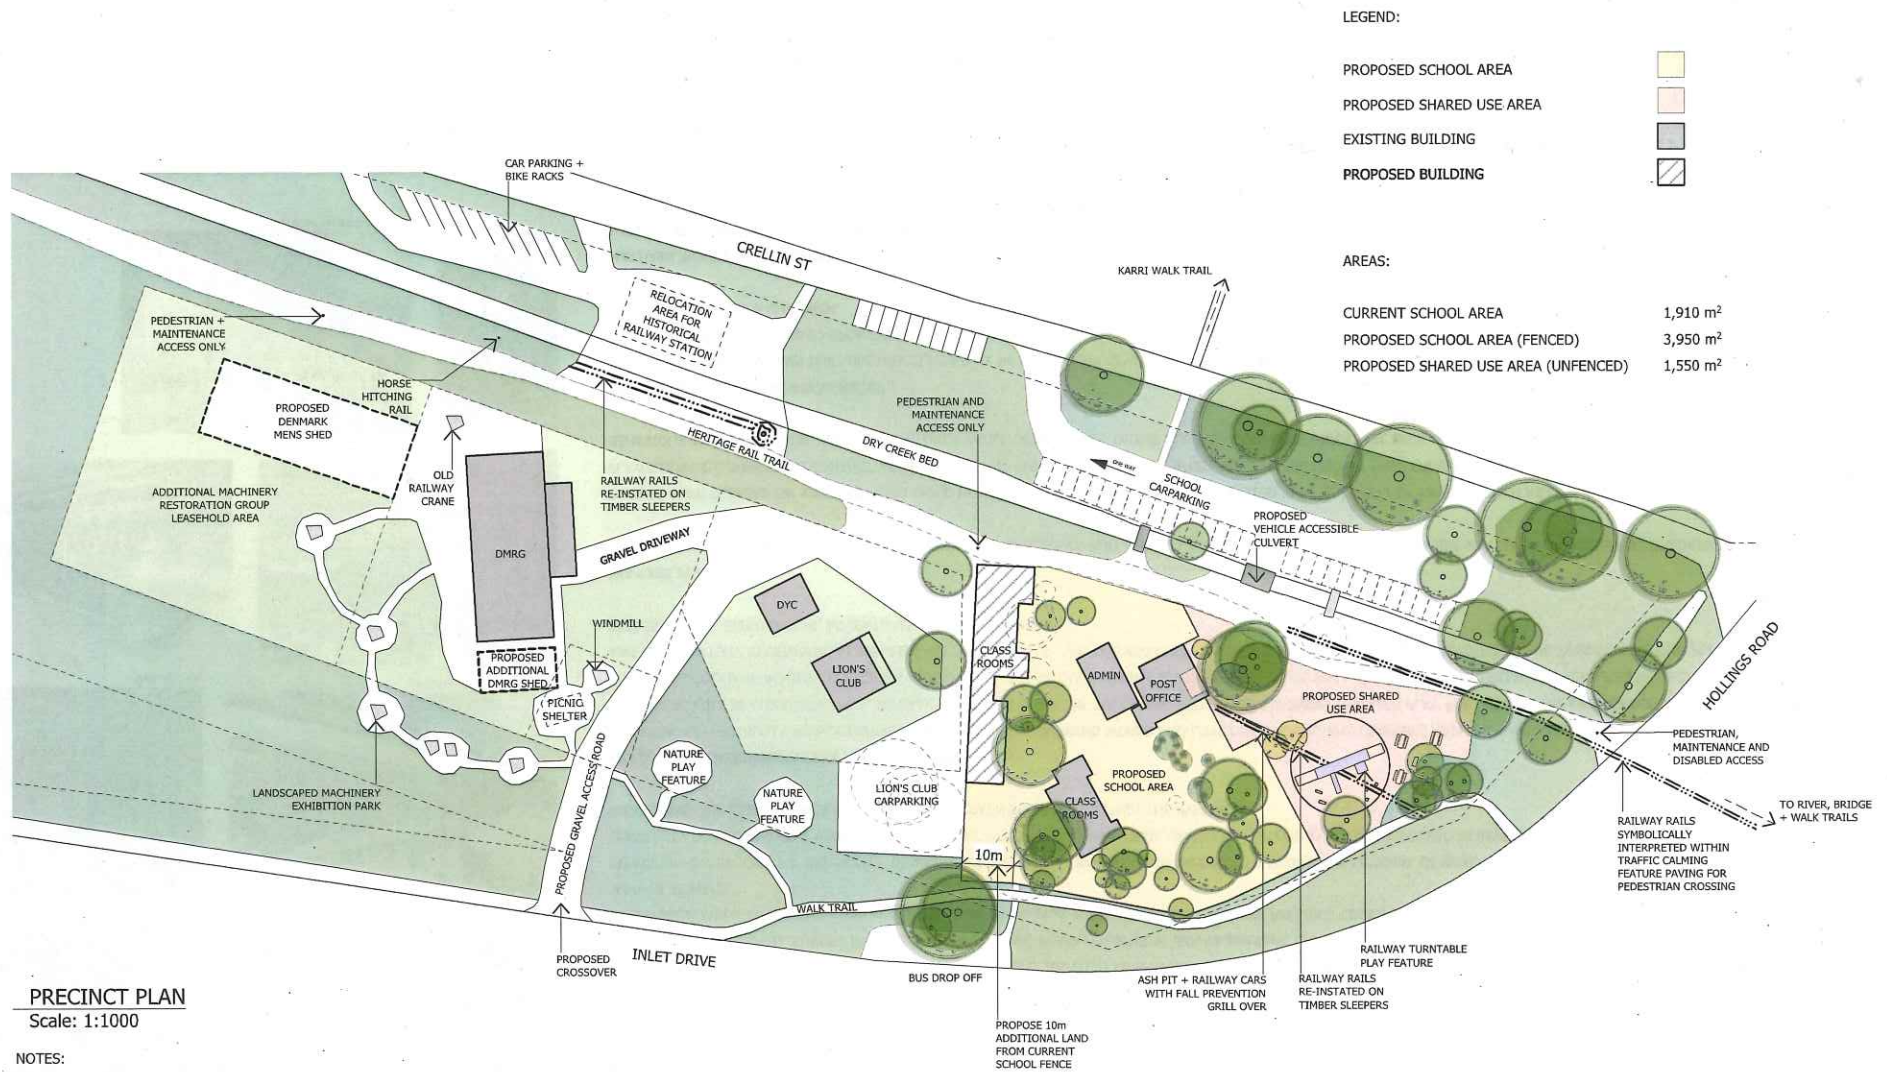 LEGEND:
PROPOSED SCHOOL AREA
PROPOSED SHARED USE AREA
EXISTING BUILDING
PROPOSED BUILDING
AREAS:
CURRENT SCHOOL AREA 1,910 m²
PROPOSED SCHOOL AREA (FENCED) 3,950 m²
PROPOSED SHARED USE AREA (UNFENCED) 1,550 m²
CAR PARKING +
BIKE RACKS
CRELLIN ST
KARRI WALK TRAIL
RELOCATION
AREA FOR
HISTORICAL
RAILWAY STATION
PEDESTRIAN +
MAINTENANCE
ACCESS ONLY
HORSE
HITCHING
RAIL
PROPOSED
DENMARK
MENS SHED
PEDESTRIAN AND
MAINTENANCE
ACCESS ONLY
HERITAGE RAIL TRAIL
DRY CREEK BED
ONE WAY
SCHOOL
CARPARKING
OLD
RAILWAY
CRANE
RAILWAY RAILS
RE-INSTATED ON
TIMBER SLEEPERS
ADDITIONAL MACHINERY
RESTORATION GROUP
LEASEHOLD AREA
PROPOSED
VEHICLE ACCESSIBLE
CULVERT
DMRG
GRAVEL DRIVEWAY
DYC
WINDMILL
LION'S
CLUB
CLASS
ROOMS
ADMIN
POST
OFFICE
PROPOSED SHARED
USE AREA
HOLLINGS ROAD
PROPOSED
ADDITIONAL
DMRG SHED
PICNIC
SHELTER
PEDESTRIAN,
MAINTENANCE AND
DISABLED ACCESS
NATURE
PLAY
FEATURE
NATURE
PLAY
FEATURE
LION'S CLUB
CARPARKING
PROPOSED
SCHOOL AREA
CLASS
ROOMS
LANDSCAPED MACHINERY
EXHIBITION PARK
PROPOSED GRAVEL ACCESS ROAD
TO RIVER, BRIDGE
+ WALK TRAILS
RAILWAY RAILS
SYMBOLICALLY
INTERPRETED WITHIN
TRAFFIC CALMING
FEATURE PAVING FOR
PEDESTRIAN CROSSING
10m
WALK TRAIL
PROPOSED
CROSSOVER
INLET DRIVE
BUS DROP OFF
RAILWAY TURNTABLE
PLAY FEATURE
ASH PIT + RAILWAY CARS
WITH FALL PREVENTION
GRILL OVER
RAILWAY RAILS
RE-INSTATED ON
TIMBER SLEEPERS
PROPOSE 10m
ADDITIONAL LAND
FROM CURRENT
SCHOOL FENCE
PRECINCT PLAN
Scale: 1:1000
NOTES: